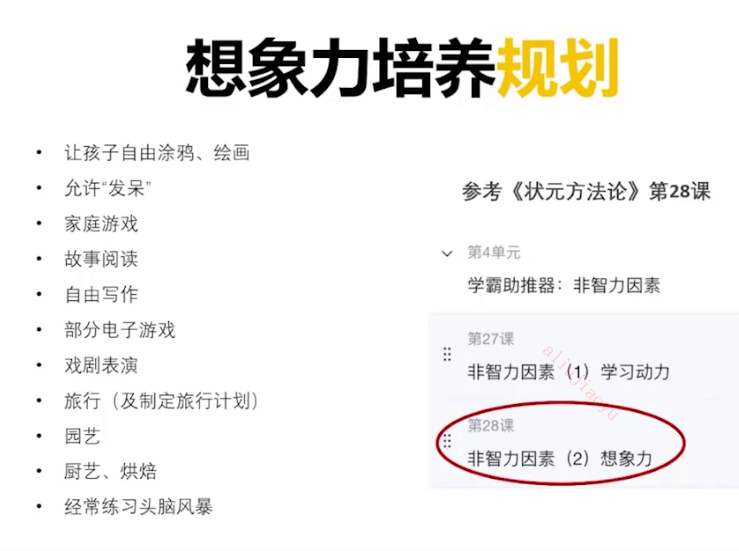 想象力培养规划
• 让孩子自由涂鸦、绘画
• 允许“发呆”
• 家庭游戏
• 故事阅读
• 自由写作
• 部分电子游戏
• 戏剧表演
• 旅行（及制定旅行计划）
• 园艺
• 厨艺、烘焙
• 经常练习头脑风暴
参考《状元方法论》第28课
第4单元
学霸助推器：非智力因素
第27课
非智力因素（1）学习动力
第28课
非智力因素（2）想象力